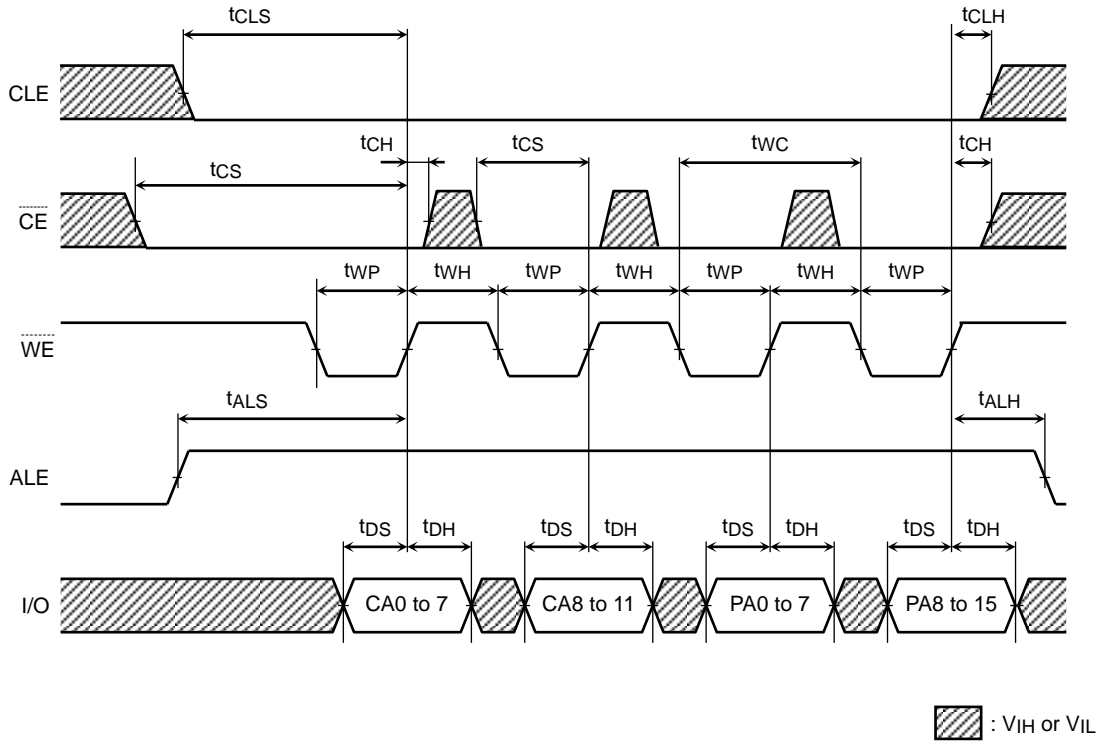 tCLS tCLH
CLE
tCH tCS tWC tCH
tCS
CE
tWP tWH tWP tWH tWP tWH tWP
WE
tALS tALH
ALE
tDS tDH tDS tDH tDS tDH tDS tDH
I/O CA0 to 7 CA8 to 11 PA0 to 7 PA8 to 15
: VIH or VIL